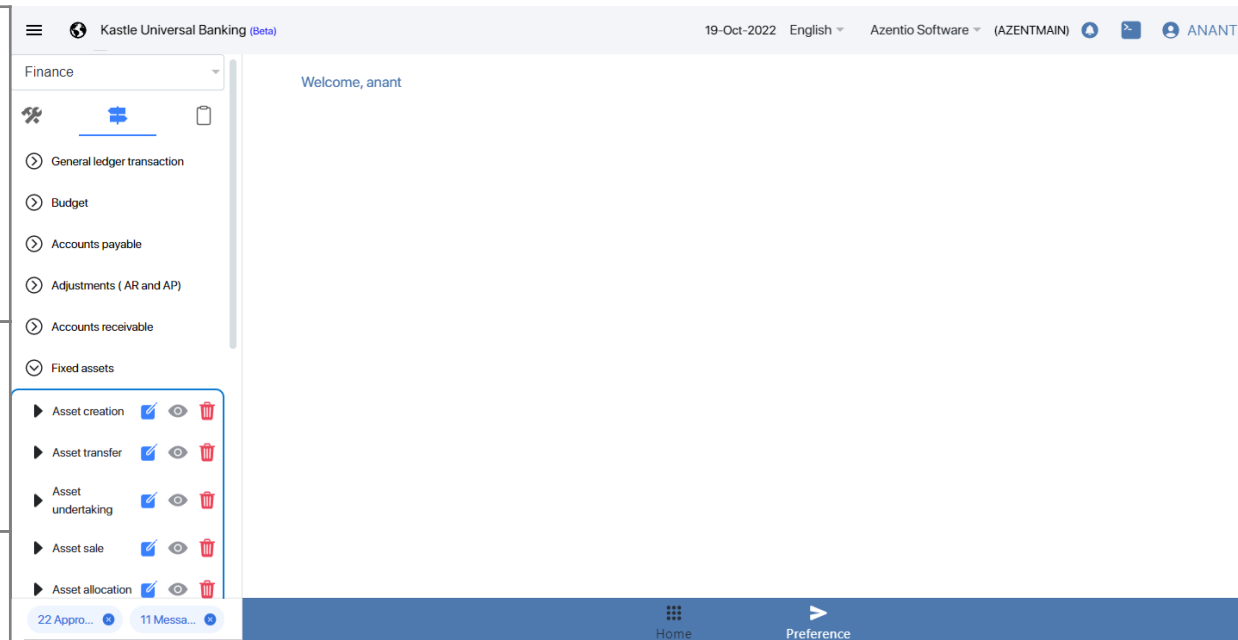 Kastle Universal Banking (Beta)
19-Oct-2022 English Azentio Software (AZENTMAIN) ANANT
Finance
Welcome, anant
General ledger transaction
Budget
Accounts payable
Adjustments ( AR and AP)
Accounts receivable
Fixed assets
Asset creation
Asset transfer
Asset
undertaking
Asset sale
Asset allocation
22 Appro... 11 Messa...
Home Preference